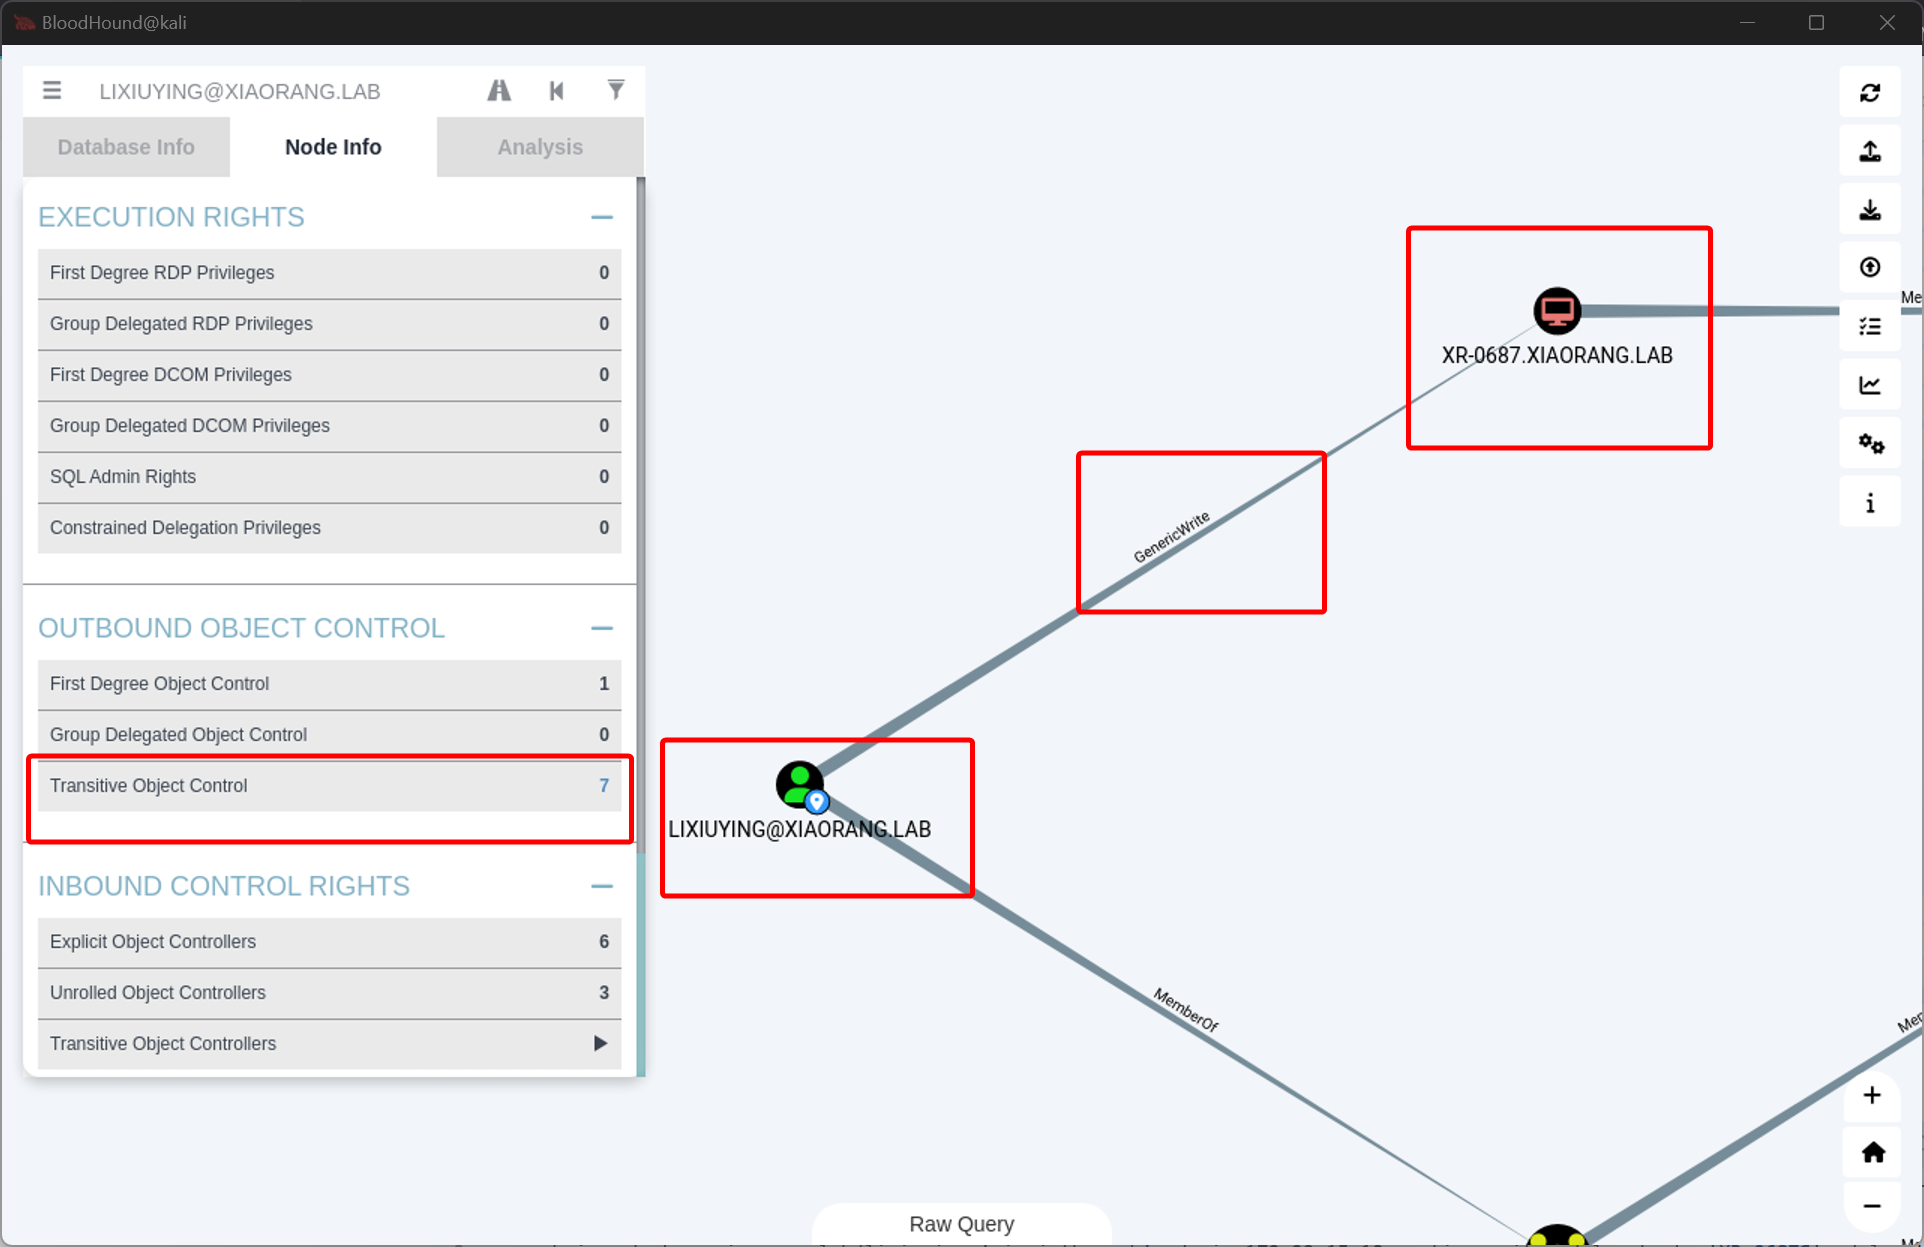 BloodHound@kali
LIXIUYING@XIAORANG.LAB
Database Info
Node Info
Analysis
EXECUTION RIGHTS
First Degree RDP Privileges 0
Group Delegated RDP Privileges 0
First Degree DCOM Privileges 0
Group Delegated DCOM Privileges 0
SQL Admin Rights 0
Constrained Delegation Privileges 0
OUTBOUND OBJECT CONTROL
First Degree Object Control 1
Group Delegated Object Control 0
Transitive Object Control 7
INBOUND CONTROL RIGHTS
Explicit Object Controllers 6
Unrolled Object Controllers 3
Transitive Object Controllers
Me
XR-0687.XIAORANG.LAB
GenericWrite
LIXIUYING@XIAORANG.LAB
MemberOf
Mem
Raw Query